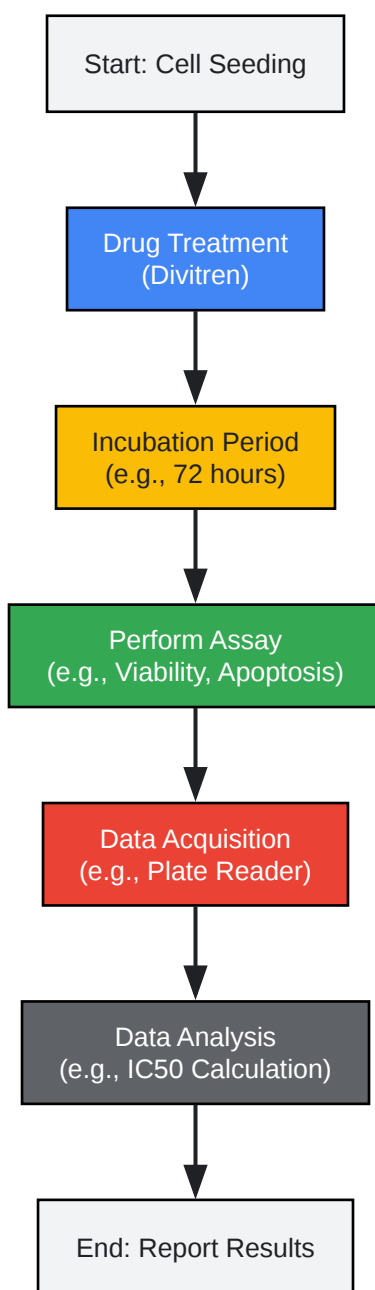 Start: Cell Seeding
Drug Treatment
(Divitren)
Incubation Period
(e.g., 72 hours)
Perform Assay
(e.g., Viability, Apoptosis)
Data Acquisition
(e.g., Plate Reader)
Data Analysis
(e.g., IC50 Calculation)
End: Report Results